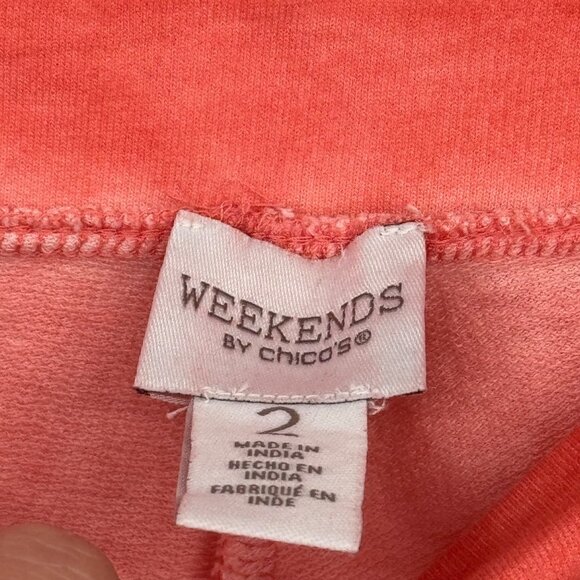 WEEKENDS
BY chico's®
2
MADE IN
INDIA
HECHO EN
INDIA
FABRIQUÉ EN
INDE